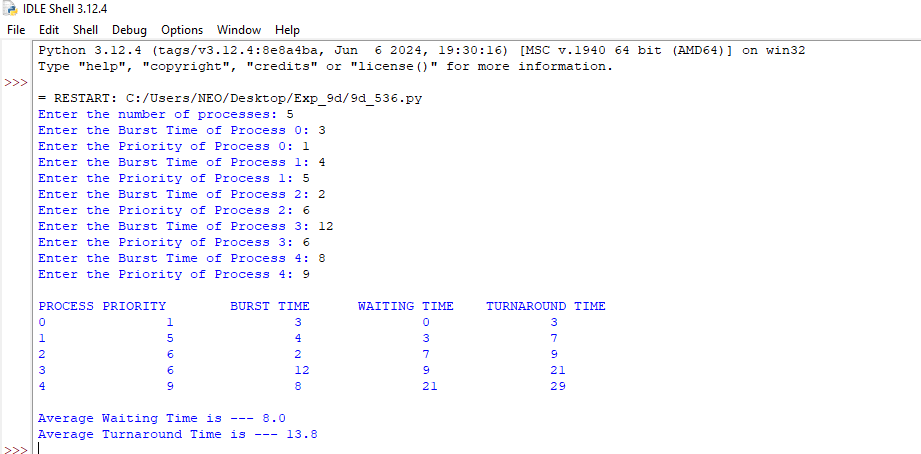 IDLE Shell 3.12.4
File Edit Shell Debug Options Window Help
Python 3.12.4 (tags/v3.12.4:8e8a4ba, Jun  6 2024, 19:30:16) [MSC v.1940 64 bit (AMD64)] on win32
Type "help", "copyright", "credits" or "license()" for more information.
>>>
= RESTART: C:/Users/NEO/Desktop/Exp_9d/9d_536.py
Enter the number of processes: 5
Enter the Burst Time of Process 0: 3
Enter the Priority of Process 0: 1
Enter the Burst Time of Process 1: 4
Enter the Priority of Process 1: 5
Enter the Burst Time of Process 2: 2
Enter the Priority of Process 2: 6
Enter the Burst Time of Process 3: 12
Enter the Priority of Process 3: 6
Enter the Burst Time of Process 4: 8
Enter the Priority of Process 4: 9
PROCESS PRIORITY        BURST TIME      WAITING TIME    TURNAROUND TIME
0               1               3               0               3
1               5               4               3               7
2               6               2               7               9
3               6               12              9               21
4               9               8               21              29
Average Waiting Time is --- 8.0
Average Turnaround Time is --- 13.8
>>>